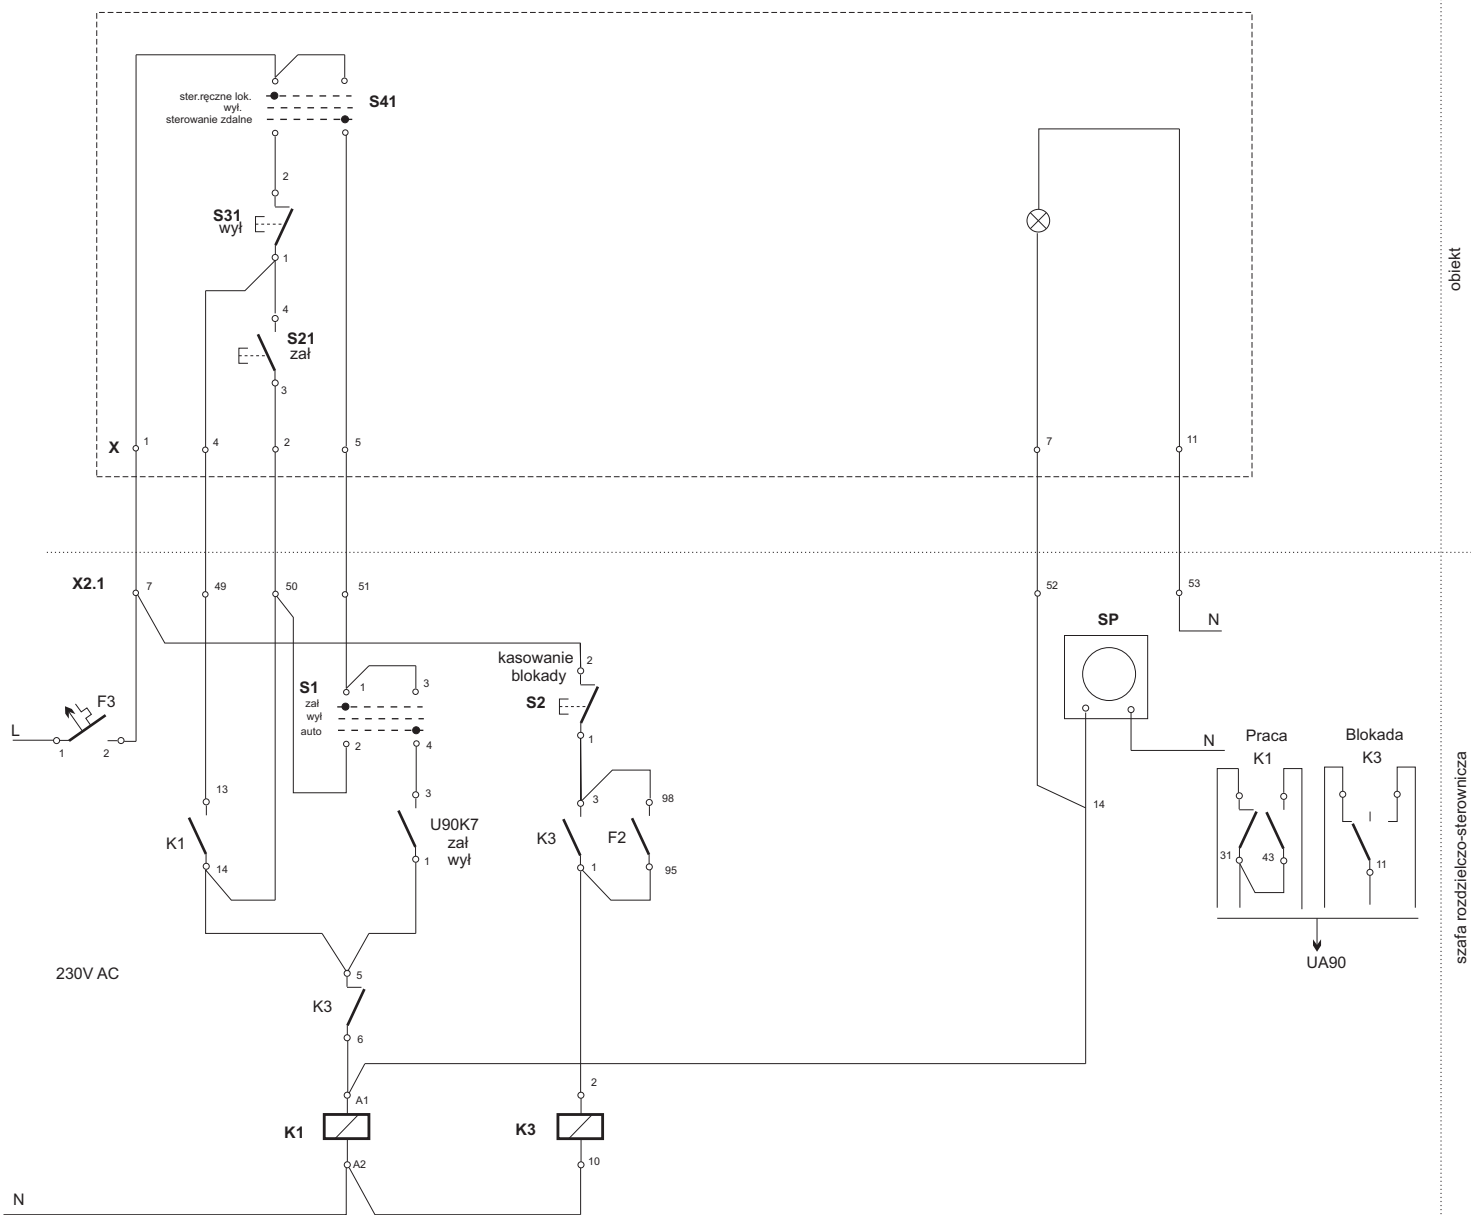 ster.ręczne lok.
wył.
sterowanie zdalne
S41
2
S31
wył
1
4
S21
zał
3
X
1
4
2
5
7
11
obiekt
X2.1
7
49
50
51
52
53
N
SP
kasowanie
blokady
2
S2
1
S1
zał
wył
auto
1
3
2
4
F3
L
1
2
N
Praca
K1
Blokada
K3
13
K1
14
3
U90K7
zał
wył
1
3
K3
1
98
F2
95
14
31
43
11
UA90
szafa rozdzielczo-sterownicza
230V AC
5
K3
6
A1
K1
A2
2
K3
10
N